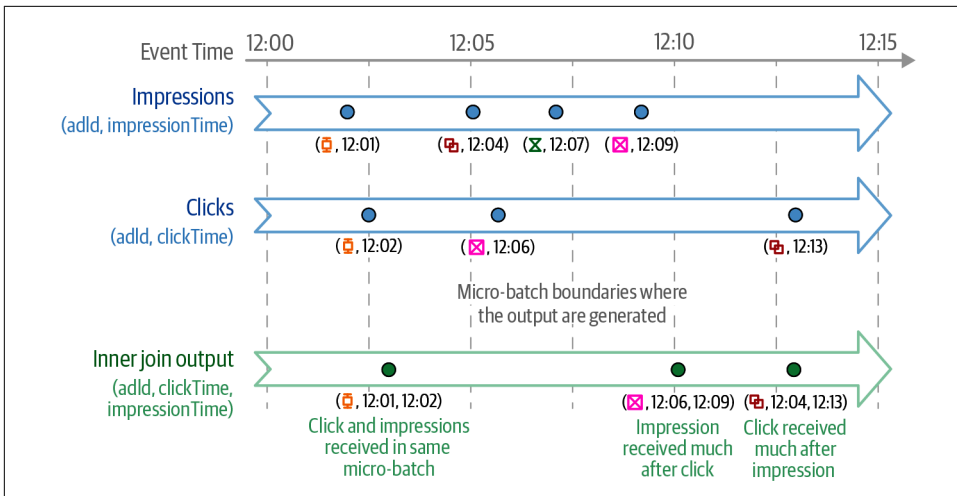 Event Time
12:00
12:05
12:10
12:15
Impressions
(adId, impressionTime)
( , 12:01)
( , 12:04)
( , 12:07)
( , 12:09)
Clicks
(adId, clickTime)
( , 12:02)
( , 12:06)
( , 12:13)
Micro-batch boundaries where
the output are generated
Inner join output
(adId, clickTime,
impressionTime)
( , 12:01, 12:02)
Click and impressions
received in same
micro-batch
( , 12:06, 12:09)
Impression
received much
after click
( , 12:04, 12:13)
Click received
much after
impression